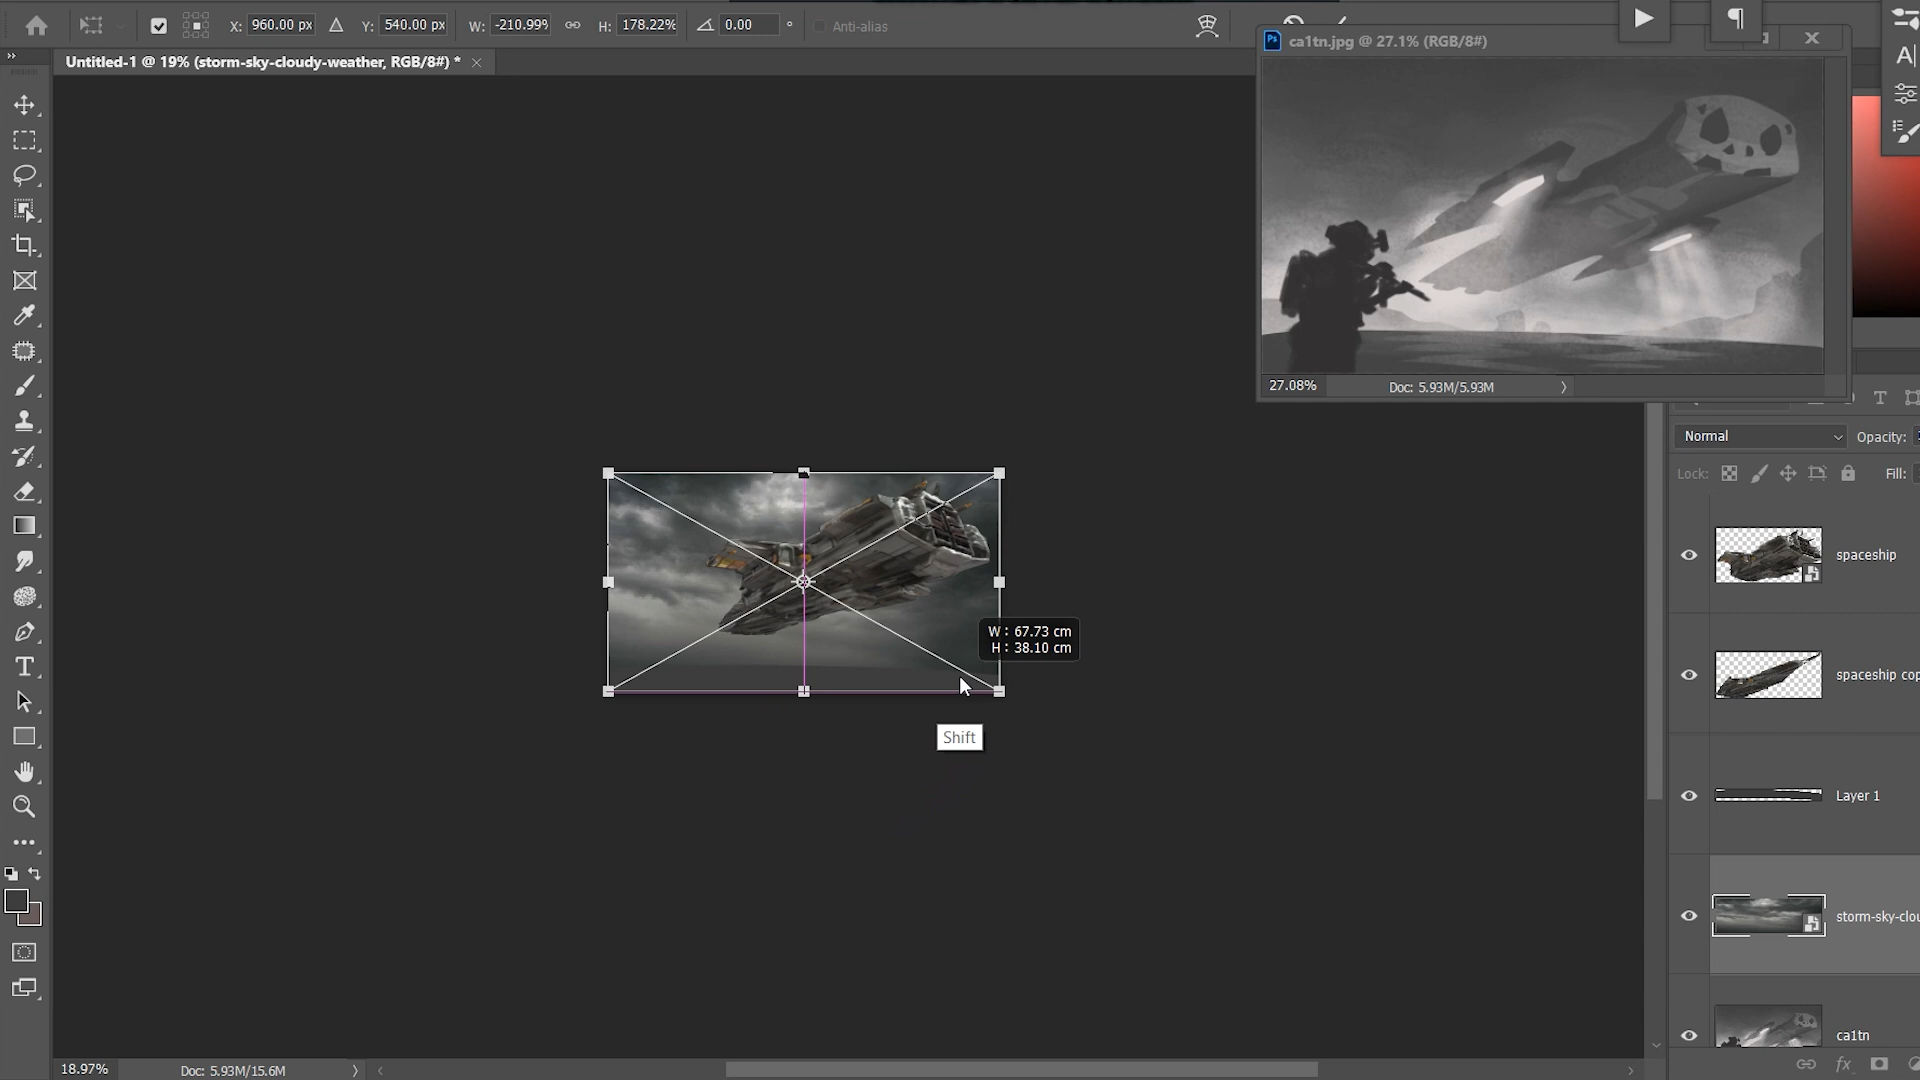 X: 960.00 px
Y: 540.00 px
W: -210.999
H: 178.22%
0.00 °
Anti-alias
Untitled-1 @ 19% (storm-sky-cloudy-weather, RGB/8#) *
Ps ca1tn.jpg @ 27.1% (RGB/8#)
27.08%
Doc: 5.93M/5.93M
Normal
Opacity:
Lock:
Fill:
spaceship
spaceship cop
Layer 1
storm-sky-clou
ca1tn
fx
W : 67.73 cm
H : 38.10 cm
Shift
18.97%
Doc: 5.93M/15.6M